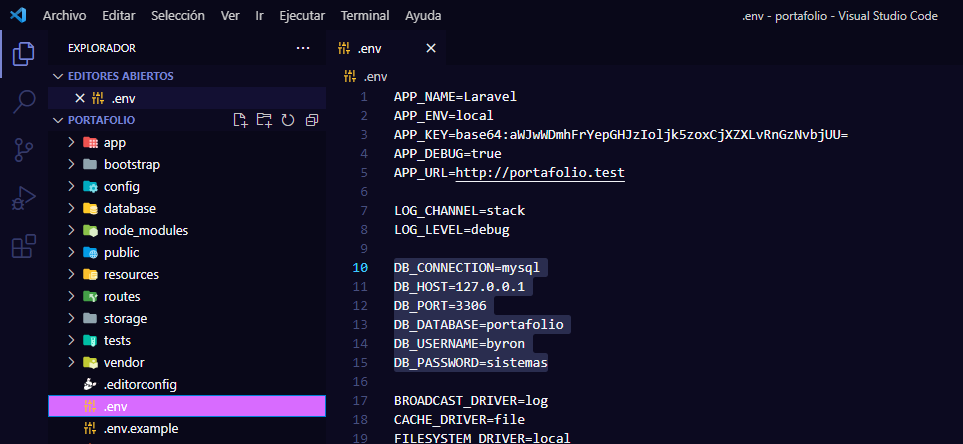 Archivo Editar Selección Ver Ir Ejecutar Terminal Ayuda .env - portafolio - Visual Studio Code
EXPLORADOR
EDITORES ABIERTOS
.env
PORTAFOLIO
app
bootstrap
config
database
node_modules
public
resources
routes
storage
tests
vendor
.editorconfig
.env
.env.example
.env
.env
1 APP_NAME=Laravel
2 APP_ENV=local
3 APP_KEY=base64:aWJwWDmhFrYepGHJzIoljk5zoxCjXZXLvRnGzNvbjUU=
4 APP_DEBUG=true
5 APP_URL=http://portafolio.test
6
7 LOG_CHANNEL=stack
8 LOG_LEVEL=debug
9
10 DB_CONNECTION=mysql
11 DB_HOST=127.0.0.1
12 DB_PORT=3306
13 DB_DATABASE=portafolio
14 DB_USERNAME=byron
15 DB_PASSWORD=sistemas
16
17 BROADCAST_DRIVER=log
18 CACHE_DRIVER=file
19 FILESYSTEM_DRIVER=local